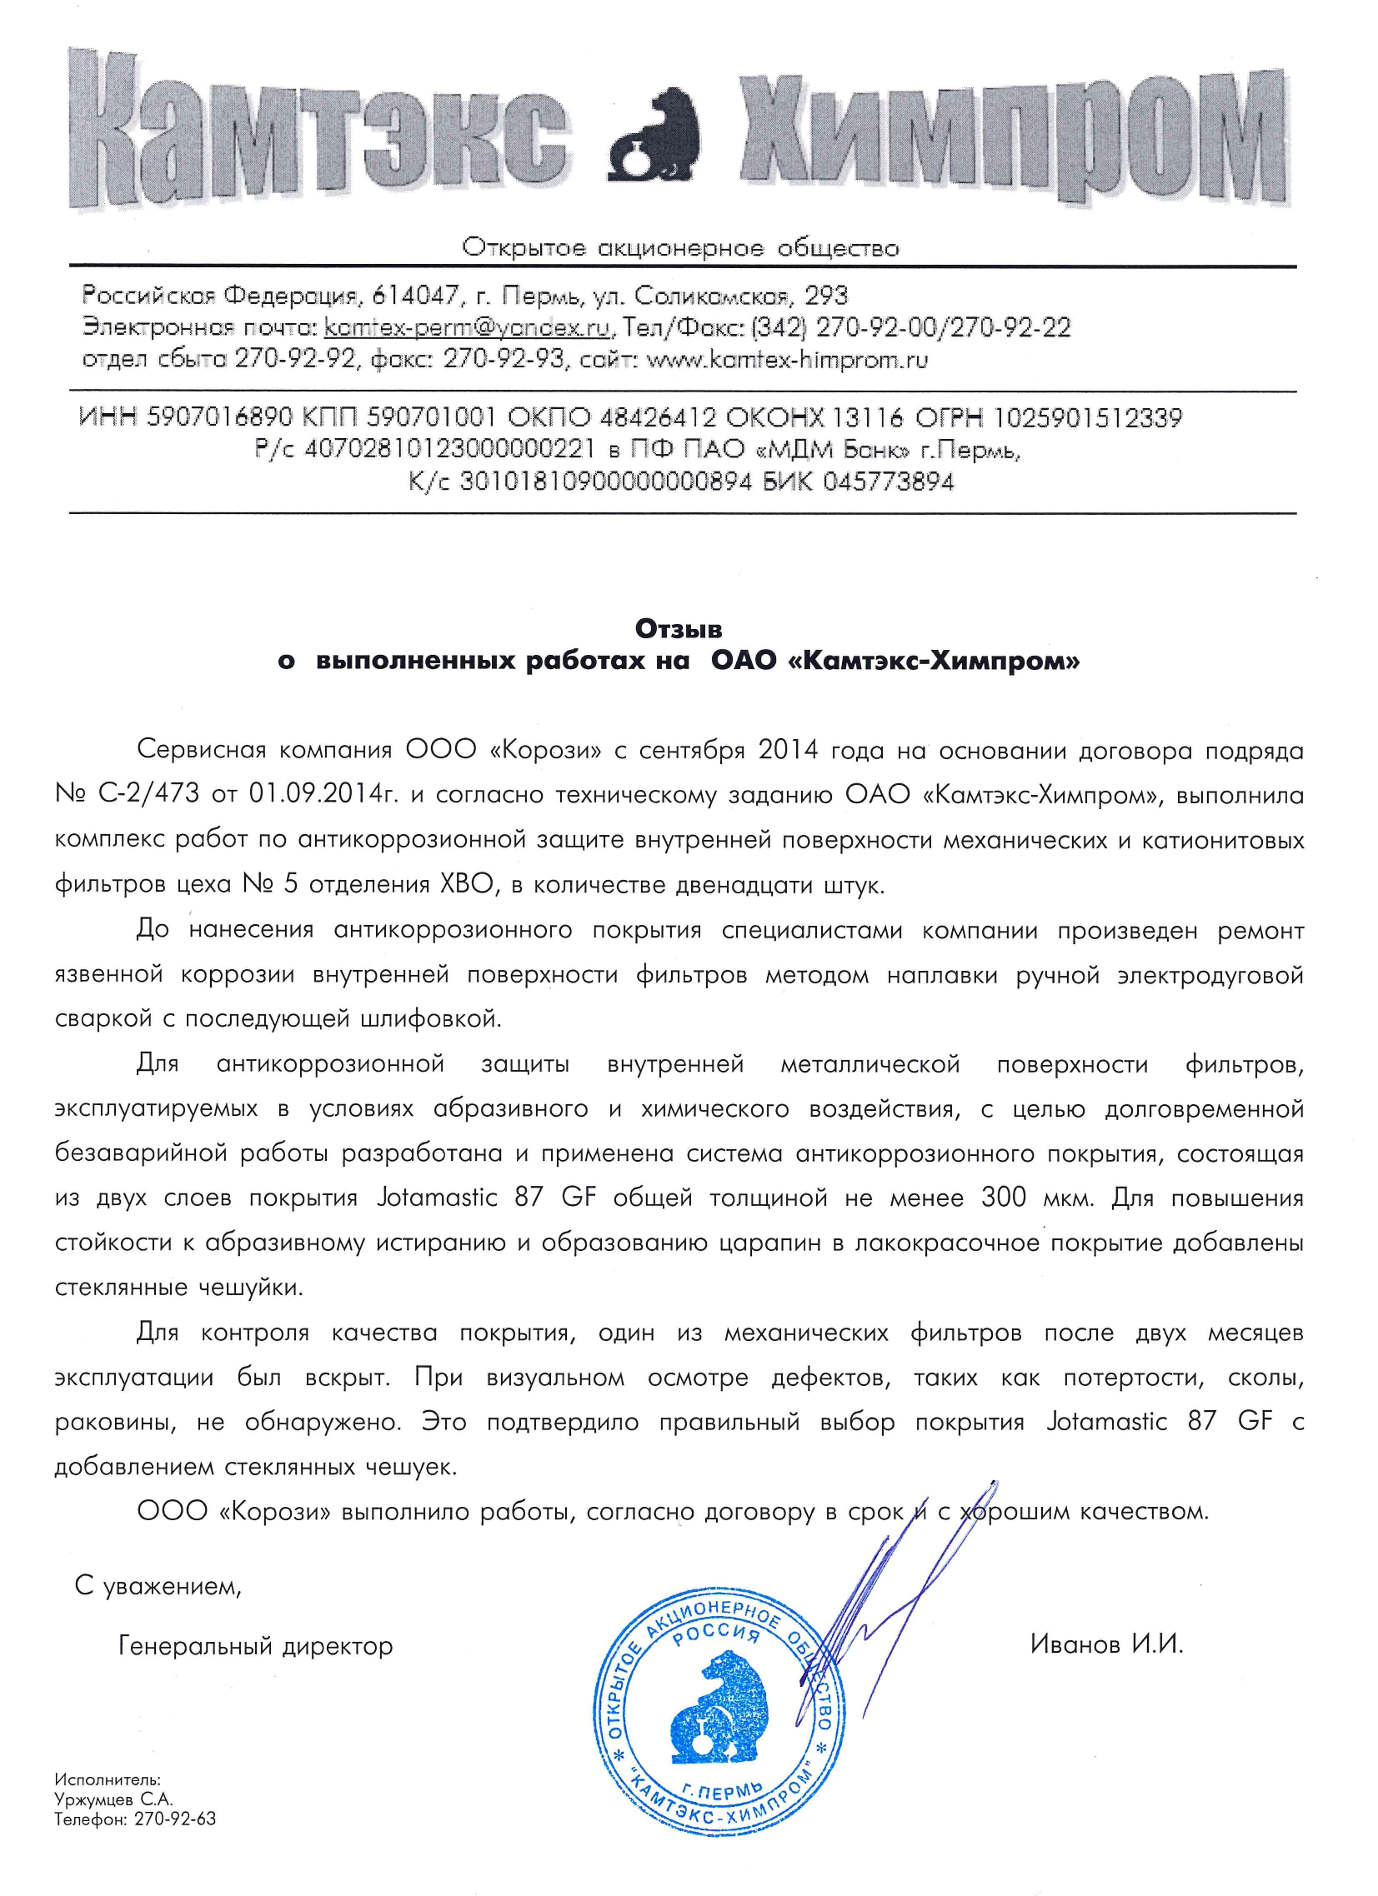 Камтэкс Химпром
Открытое акционерное общество
Российская Федерация, 614047, г. Пермь, ул. Соликамская, 293
Электронная почта: kamtex-perm@yandex.ru, Тел/Факс: (342) 270-92-00/270-92-22
отдел сбыта 270-92-92, факс: 270-92-93, сайт: www.kamtex-himprom.ru
ИНН 5907016890 КПП 590701001 ОКПО 48426412 ОКОНХ 13116 ОГРН 1025901512339
Р/с 40702810123000000221 в ПФ ПАО «МДМ Банк» г.Пермь,
К/с 30101810900000000894 БИК 045773894
Отзыв
о выполненных работах на ОАО «Камтэкс-Химпром»
Сервисная компания ООО «Корози» с сентября 2014 года на основании договора подряда
№ С-2/473 от 01.09.2014г. и согласно техническому заданию ОАО «Камтэкс-Химпром», выполнила
комплекс работ по антикоррозионной защите внутренней поверхности механических и катионитовых
фильтров цеха № 5 отделения ХВО, в количестве двенадцати штук.
До нанесения антикоррозионного покрытия специалистами компании произведен ремонт
язвенной коррозии внутренней поверхности фильтров методом наплавки ручной электродуговой
сваркой с последующей шлифовкой.
Для антикоррозионной защиты внутренней металлической поверхности фильтров,
эксплуатируемых в условиях абразивного и химического воздействия, с целью долговременной
безаварийной работы разработана и применена система антикоррозионного покрытия, состоящая
из двух слоев покрытия Jotamastic 87 GF общей толщиной не менее 300 мкм. Для повышения
стойкости к абразивному истиранию и образованию царапин в лакокрасочное покрытие добавлены
стеклянные чешуйки.
Для контроля качества покрытия, один из механических фильтров после двух месяцев
эксплуатации был вскрыт. При визуальном осмотре дефектов, таких как потертости, сколы,
раковины, не обнаружено. Это подтвердило правильный выбор покрытия Jotamastic 87 GF с
добавлением стеклянных чешуек.
ООО «Корози» выполнило работы, согласно договору в срок и с хорошим качеством.
С уважением,
Генеральный директор
Иванов И.И.
ОТКРЫТОЕ АКЦИОНЕРНОЕ ОБЩЕСТВО
РОССИЯ
г.ПЕРМЬ
* "КАМТЭКС-ХИМПРОМ" *
Исполнитель:
Уржумцев С.А.
Телефон: 270-92-63